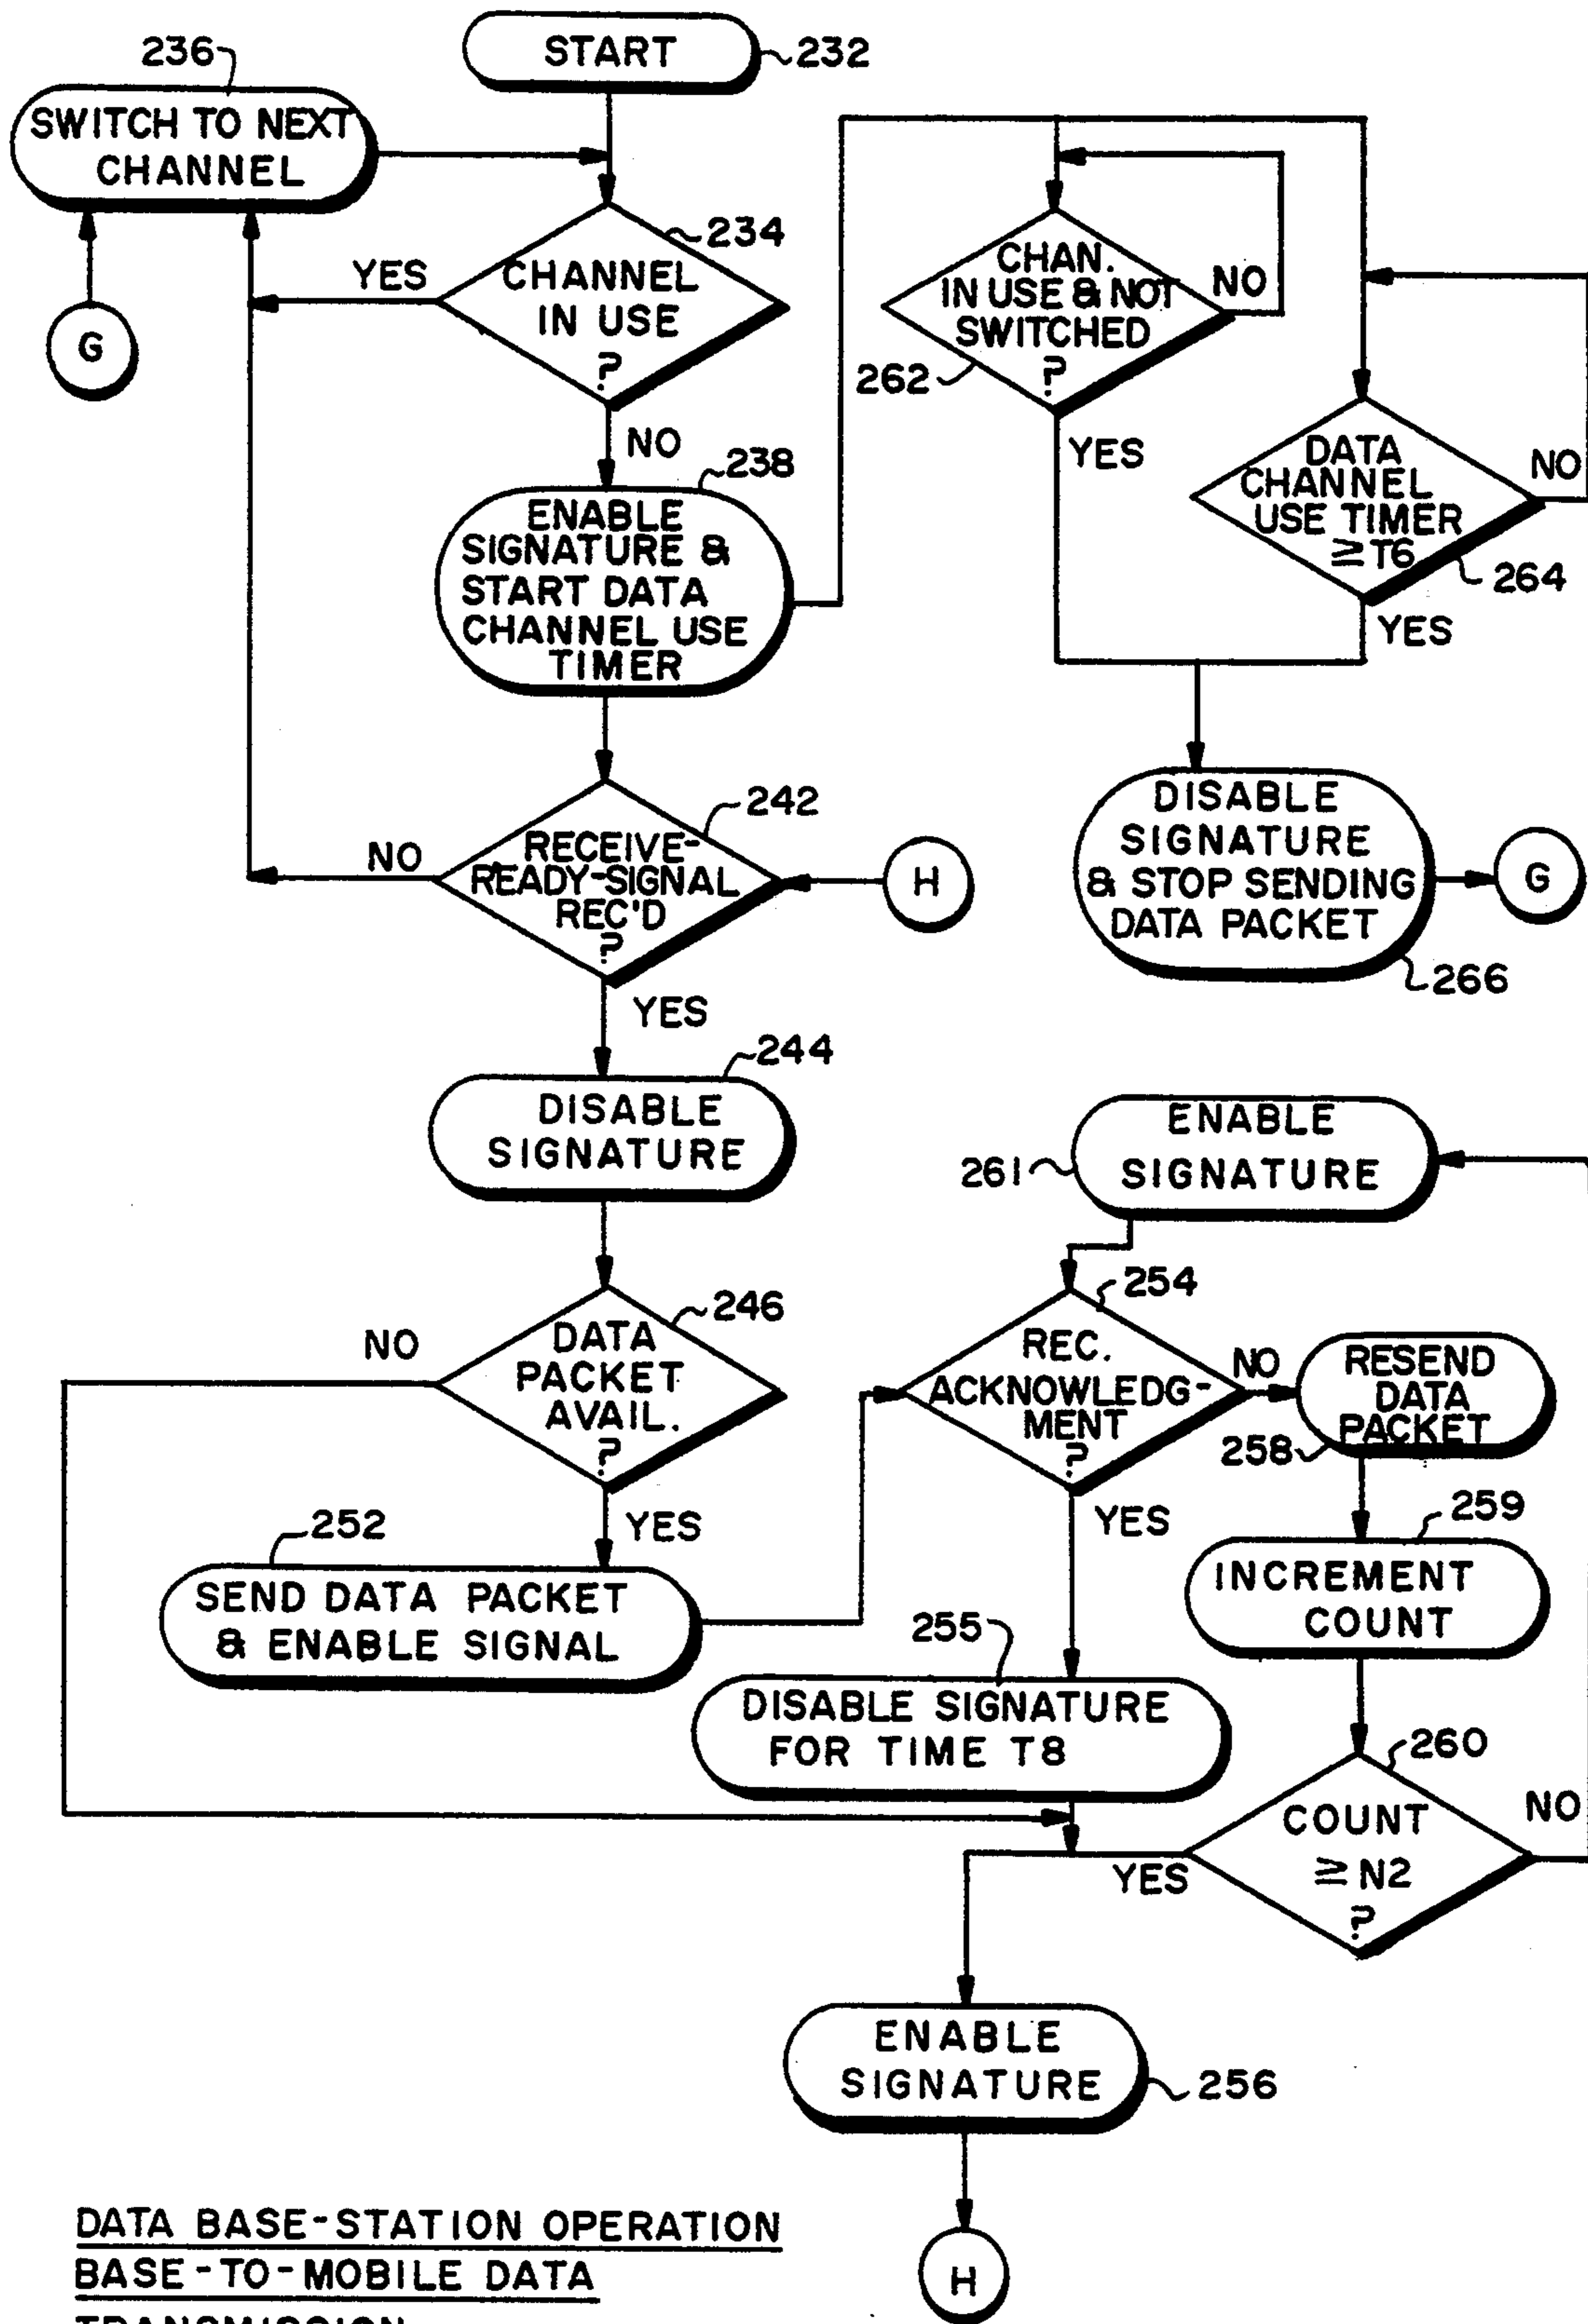 START
232
236
SWITCH TO NEXT
CHANNEL
G
YES
CHANNEL
IN USE
?
234
NO
238
ENABLE
SIGNATURE &
START DATA
CHANNEL USE
TIMER
CHAN.
IN USE & NOT
SWITCHED
?
NO
262
YES
DATA
CHANNEL
USE TIMER
≥T6
NO
264
YES
242
NO
RECEIVE-
READY-SIGNAL
REC'D
?
H
YES
DISABLE
SIGNATURE
& STOP SENDING
DATA PACKET
G
266
244
DISABLE
SIGNATURE
246
NO
DATA
PACKET
AVAIL.
?
YES
252
SEND DATA PACKET
& ENABLE SIGNAL
ENABLE
SIGNATURE
261
254
REC.
ACKNOWLEDG-
MENT
?
NO
RESEND
DATA
PACKET
258
YES
259
INCREMENT
COUNT
255
DISABLE SIGNATURE
FOR TIME T8
260
COUNT
≥ N2
?
NO
YES
ENABLE
SIGNATURE
256
H
DATA BASE-STATION OPERATION
BASE-TO-MOBILE DATA
TRANSMISSION